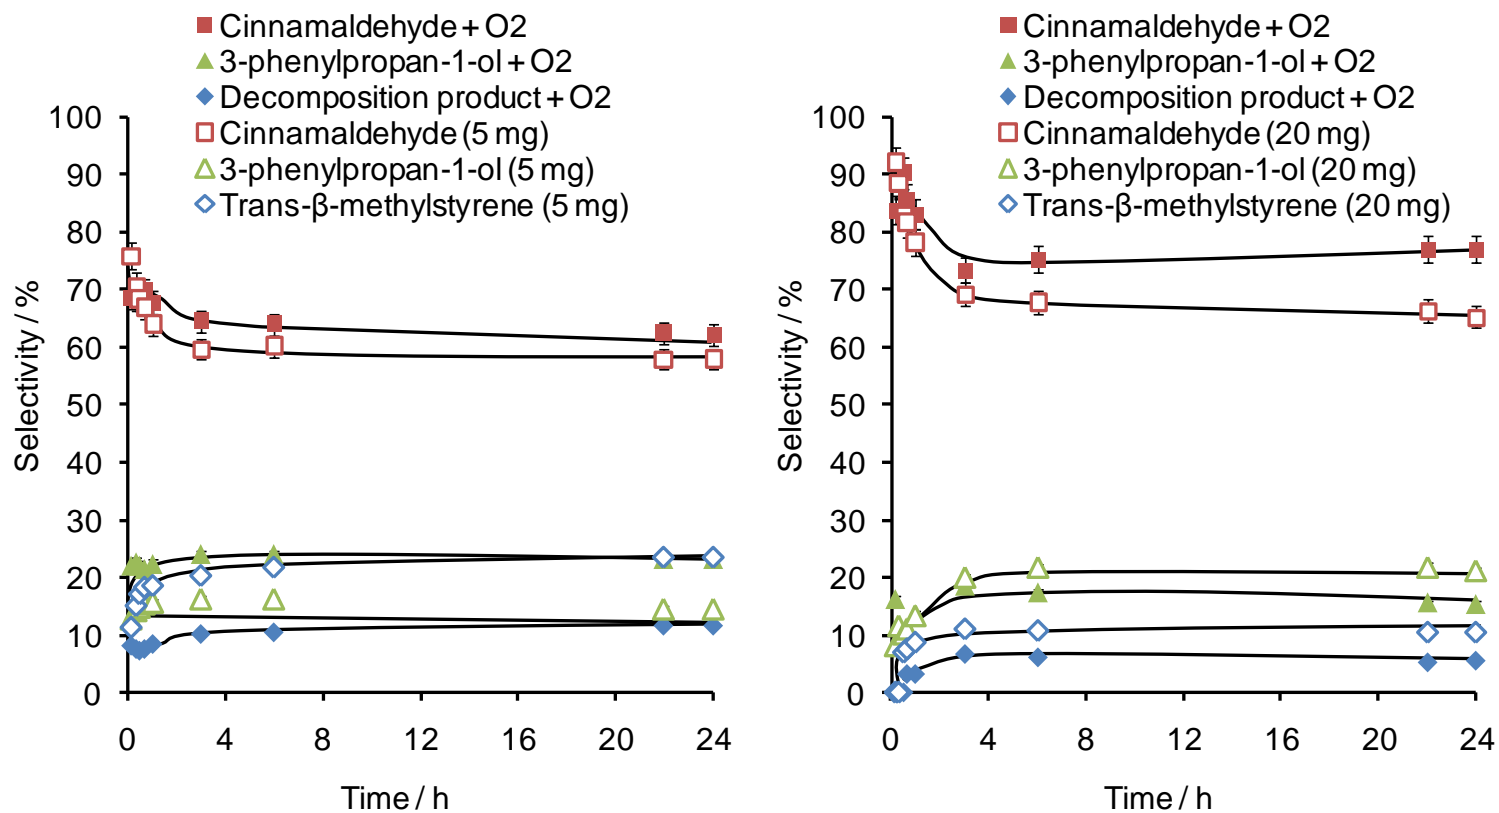 Cinnamaldehyde + O2
3-phenylpropan-1-ol + O2
Decomposition product + O2
Cinnamaldehyde (5 mg)
3-phenylpropan-1-ol (5 mg)
Trans-β-methylstyrene (5 mg)
100
90
80
70
60
50
40
30
20
10
0
Selectivity / %
0 4 8 12 16 20 24
Time / h
Cinnamaldehyde + O2
3-phenylpropan-1-ol + O2
Decomposition product + O2
Cinnamaldehyde (20 mg)
3-phenylpropan-1-ol (20 mg)
Trans-β-methylstyrene (20 mg)
100
90
80
70
60
50
40
30
20
10
0
Selectivity / %
0 4 8 12 16 20 24
Time / h